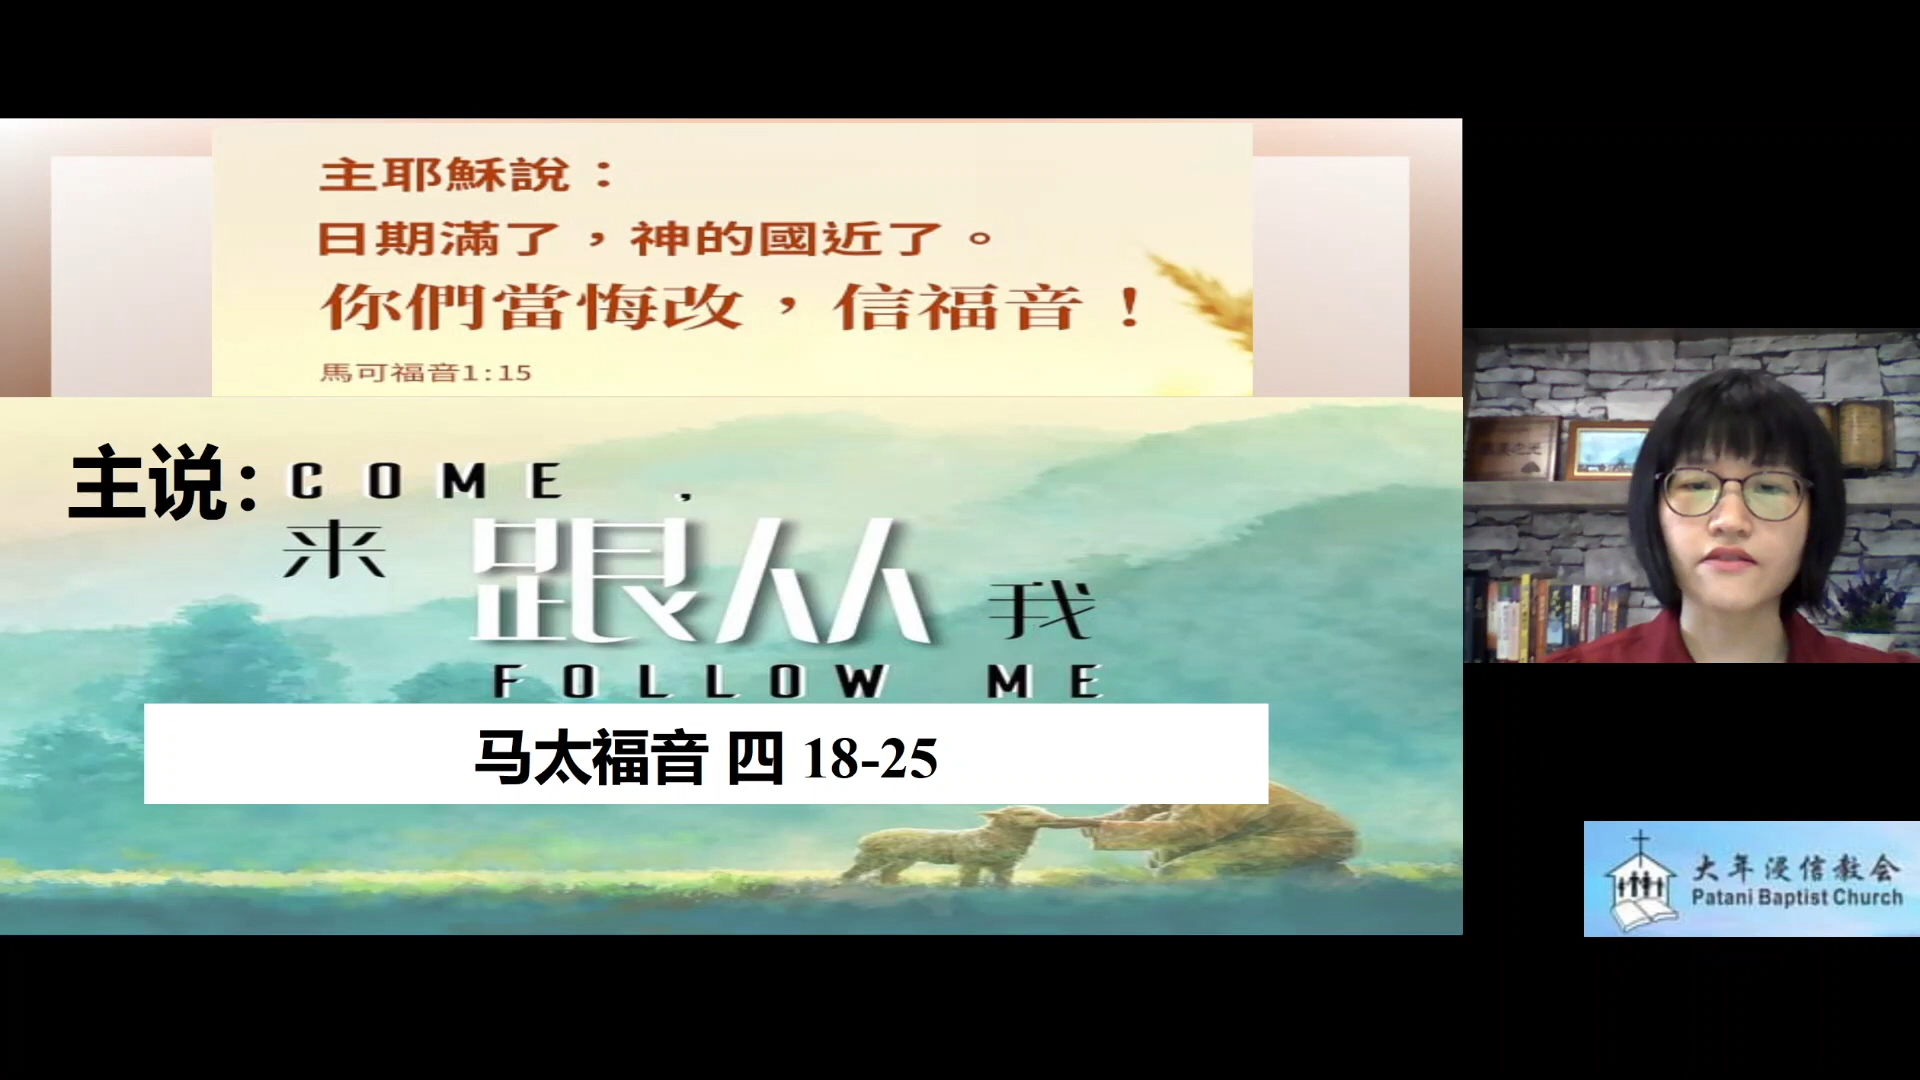 主耶穌說：
日期滿了，神的國近了。
你們當悔改，信福音！
馬可福音1:15
主说：COME，
来 跟从 我
FOLLOW ME
马太福音 四 18-25
大年浸信教会
Patani Baptist Church